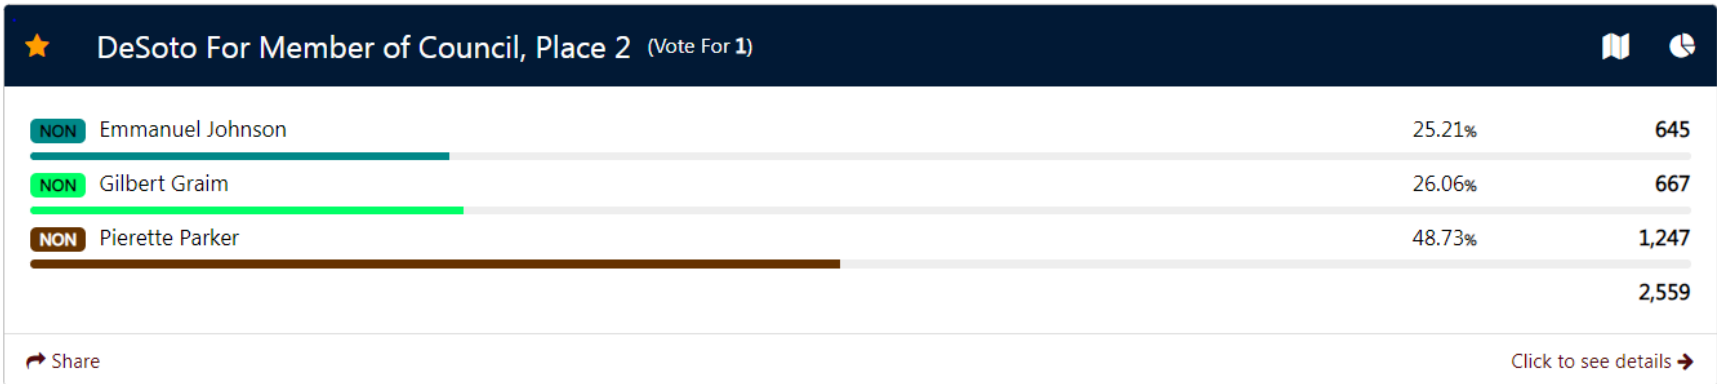 DeSoto For Member of Council, Place 2 (Vote For 1)
NON Emmanuel Johnson 25.21% 645
NON Gilbert Graim 26.06% 667
NON Pierette Parker 48.73% 1,247
2,559
Share Click to see details